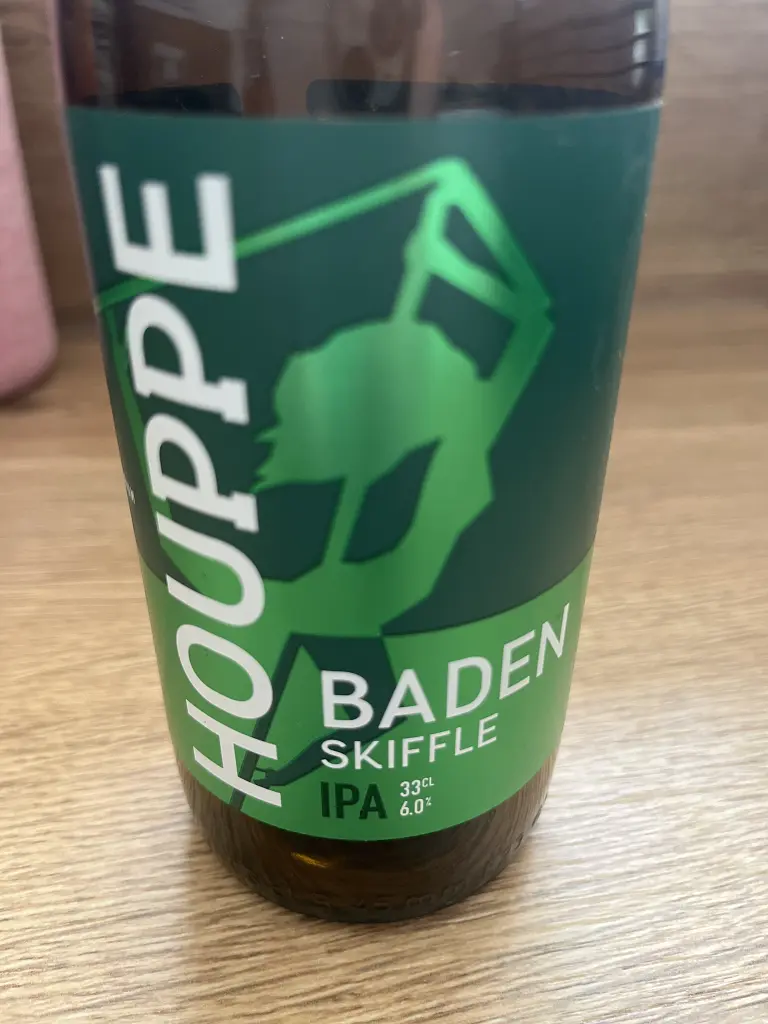 HOUPPE
BADEN
SKIFFLE
IPA
33CL
6.0%